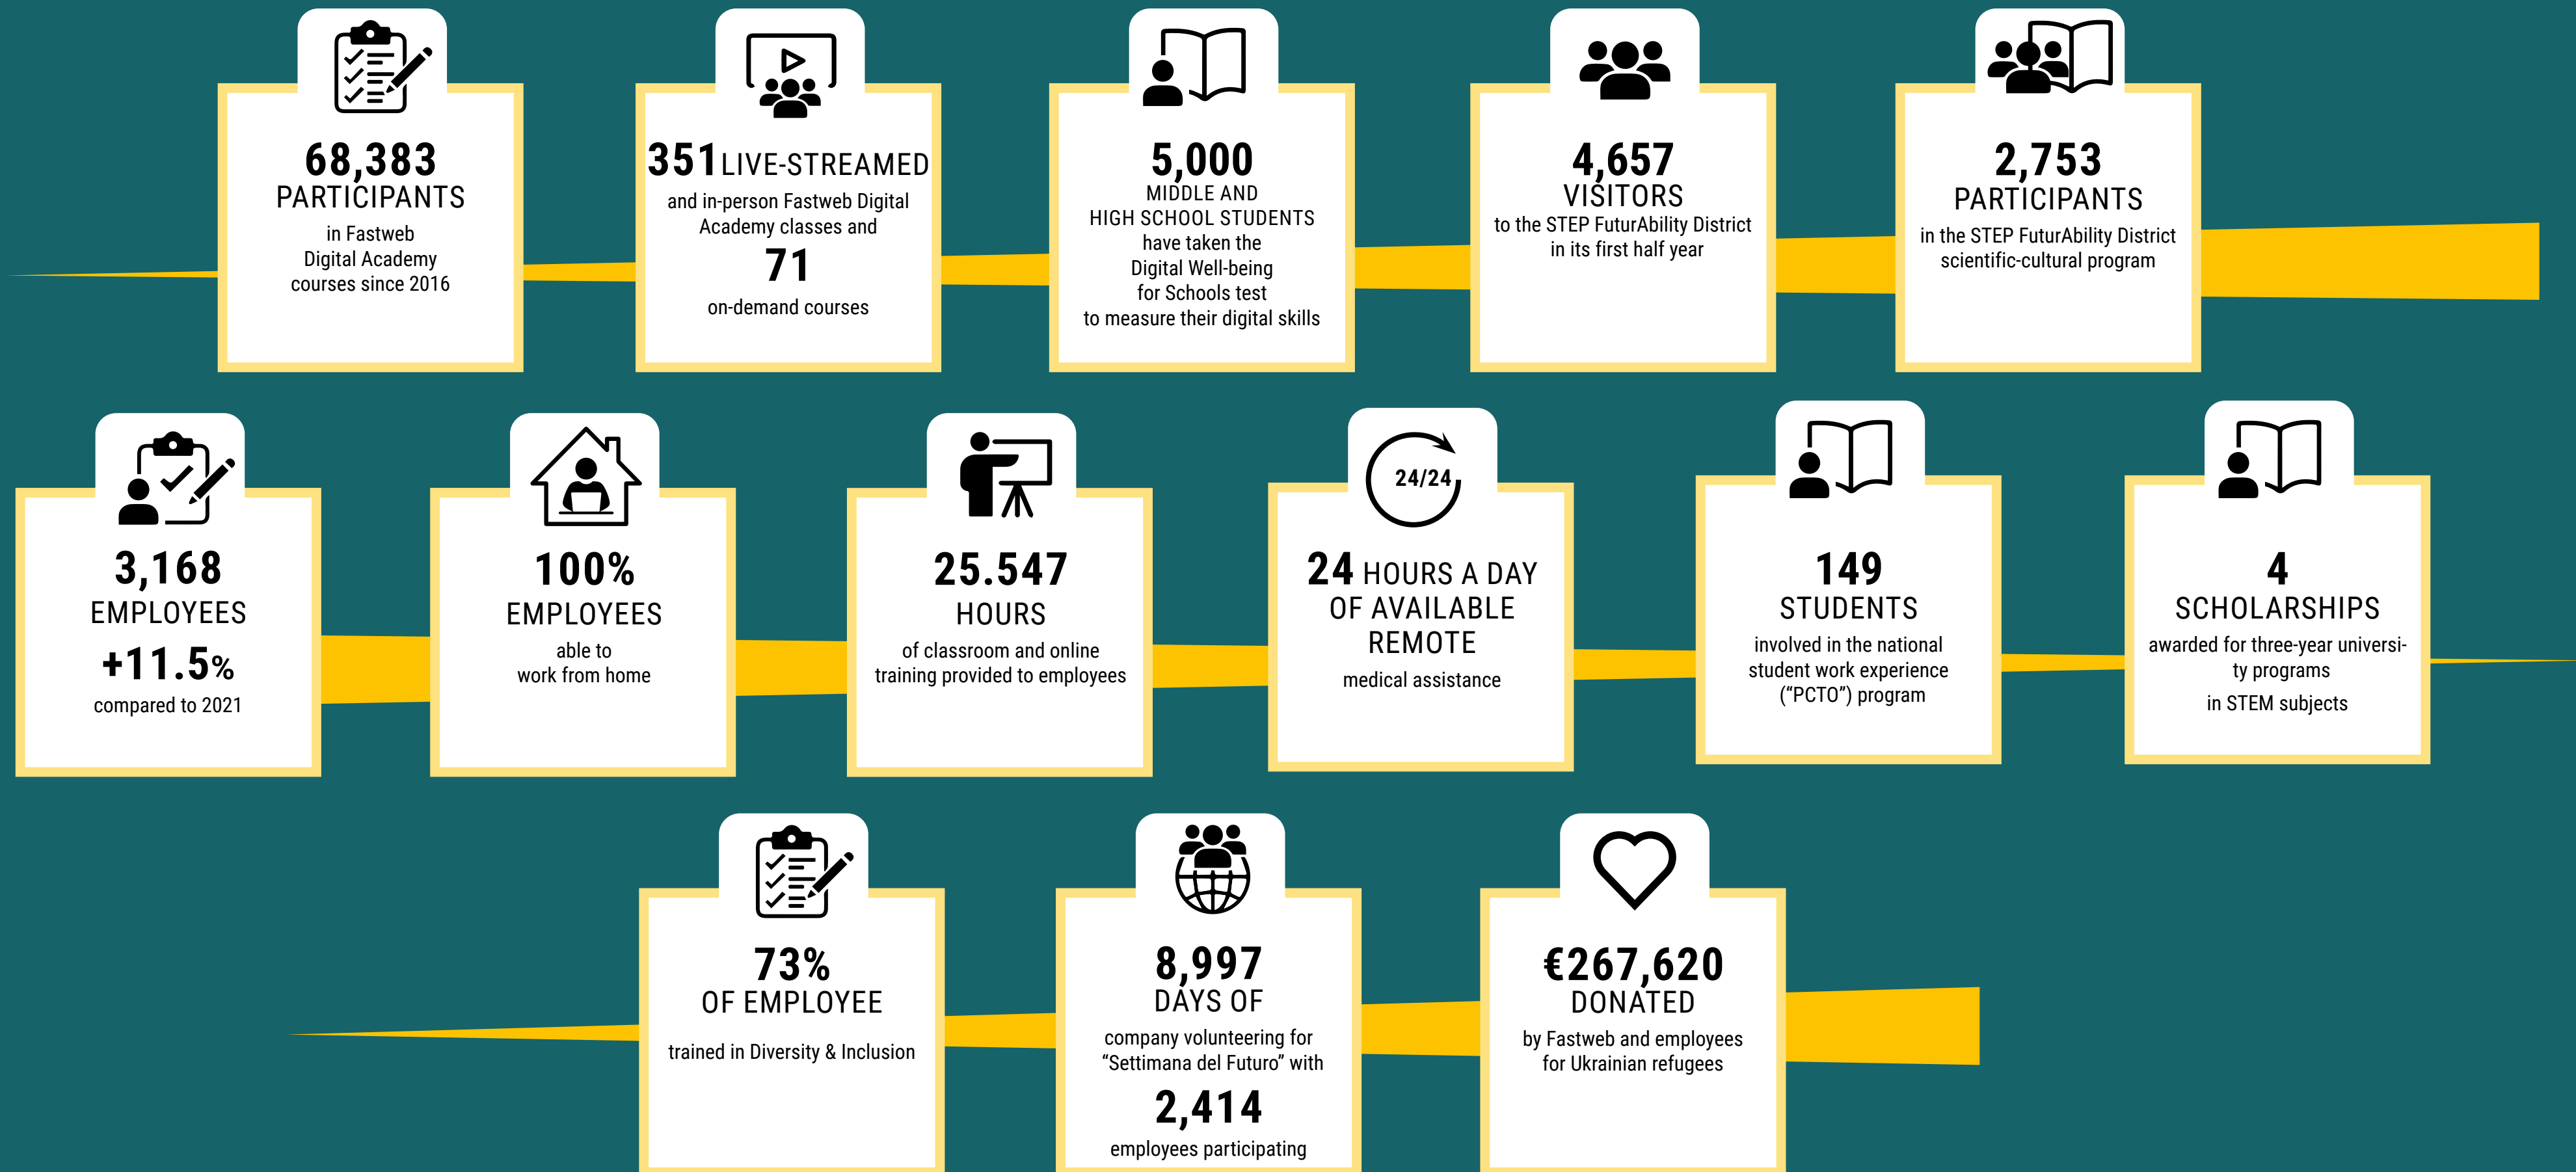 68,383
PARTICIPANTS
in Fastweb
Digital Academy
courses since 2016
351 LIVE-STREAMED
and in-person Fastweb Digital
Academy classes and
71
on-demand courses
5,000
MIDDLE AND
HIGH SCHOOL STUDENTS
have taken the
Digital Well-being
for Schools test
to measure their digital skills
4,657
VISITORS
to the STEP FuturAbility District
in its first half year
2,753
PARTICIPANTS
in the STEP FuturAbility District
scientific-cultural program
3,168
EMPLOYEES
+11.5%
compared to 2021
100%
EMPLOYEES
able to
work from home
25.547
HOURS
of classroom and online
training provided to employees
24/24
24 HOURS A DAY
OF AVAILABLE
REMOTE
medical assistance
149
STUDENTS
involved in the national
student work experience
(“PCTO”) program
4
SCHOLARSHIPS
awarded for three-year universi-
ty programs
in STEM subjects
73%
OF EMPLOYEE
trained in Diversity & Inclusion
8,997
DAYS OF
company volunteering for
“Settimana del Futuro” with
2,414
employees participating
€267,620
DONATED
by Fastweb and employees
for Ukrainian refugees